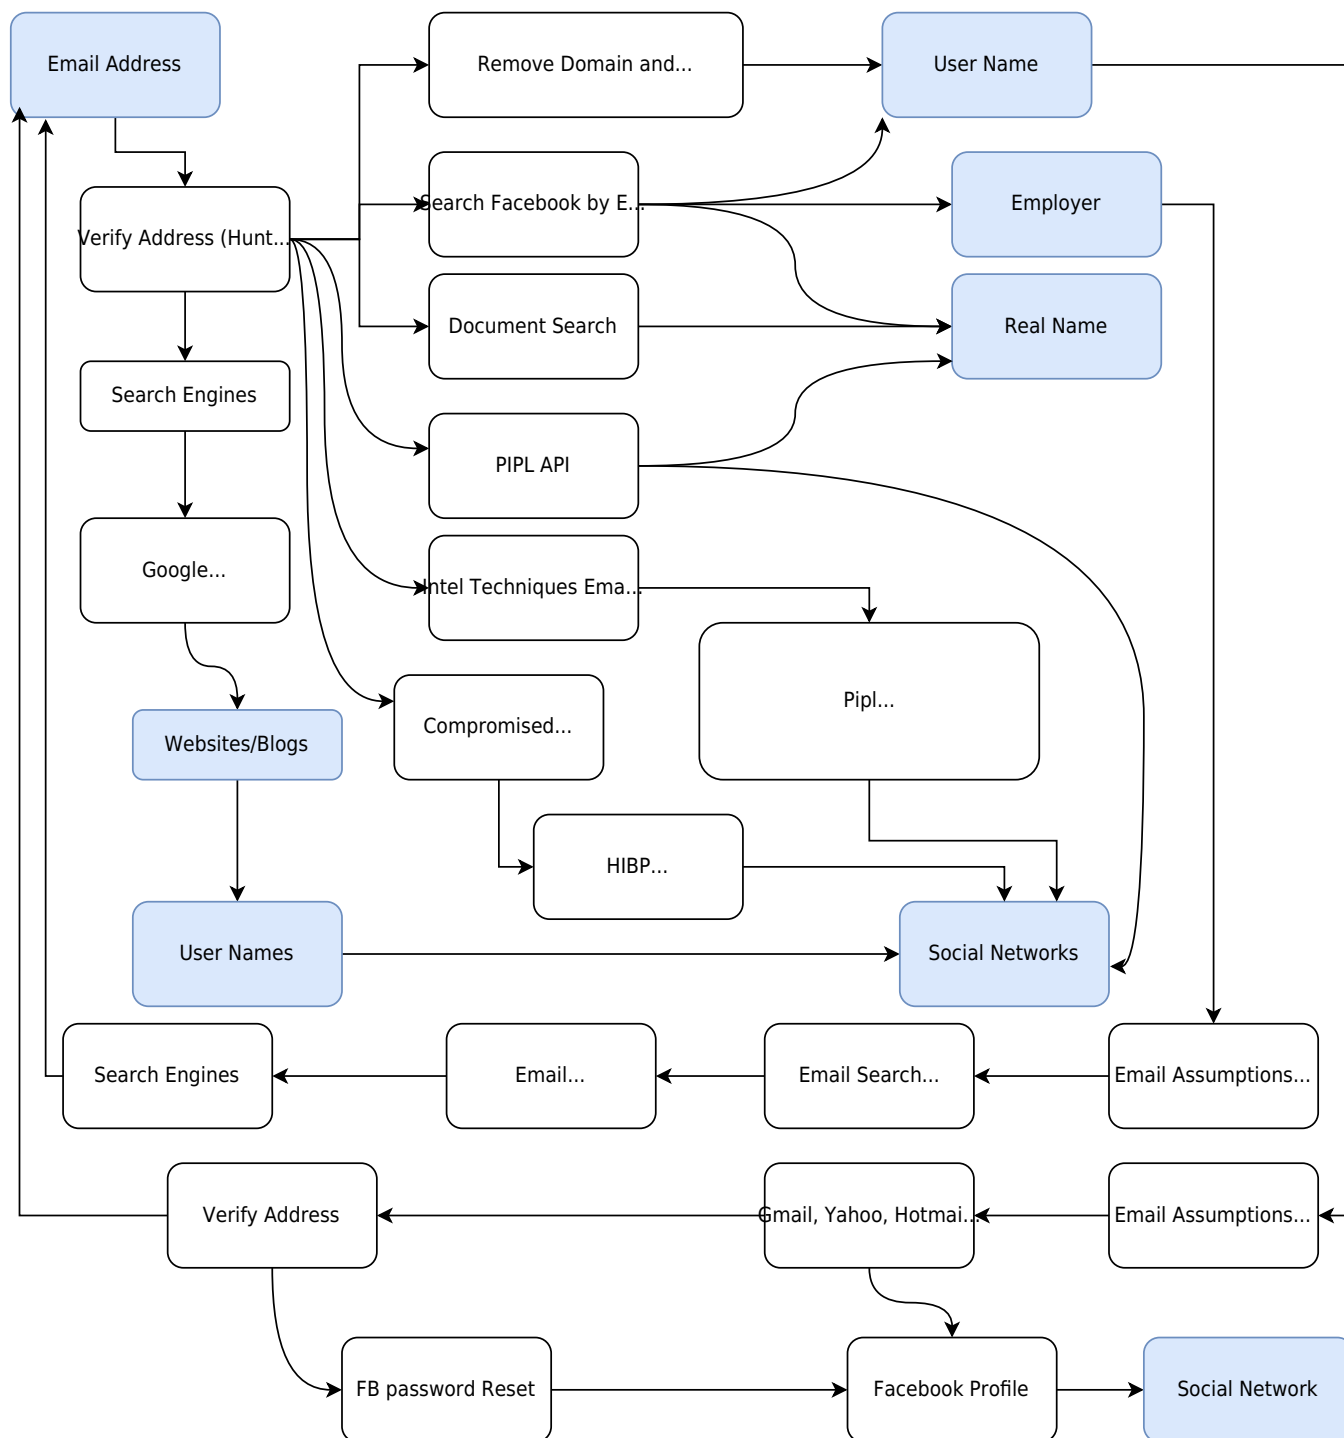 Email Address
Remove Domain and...
User Name
Search Facebook by E...
Employer
Verify Address (Hunt...
Document Search
Real Name
Search Engines
PIPL API
Google...
Intel Techniques Ema...
Pipl...
Compromised...
Websites/Blogs
HIBP...
User Names
Social Networks
Search Engines
Email...
Email Search...
Email Assumptions...
Verify Address
Gmail, Yahoo, Hotmai...
Email Assumptions...
FB password Reset
Facebook Profile
Social Network